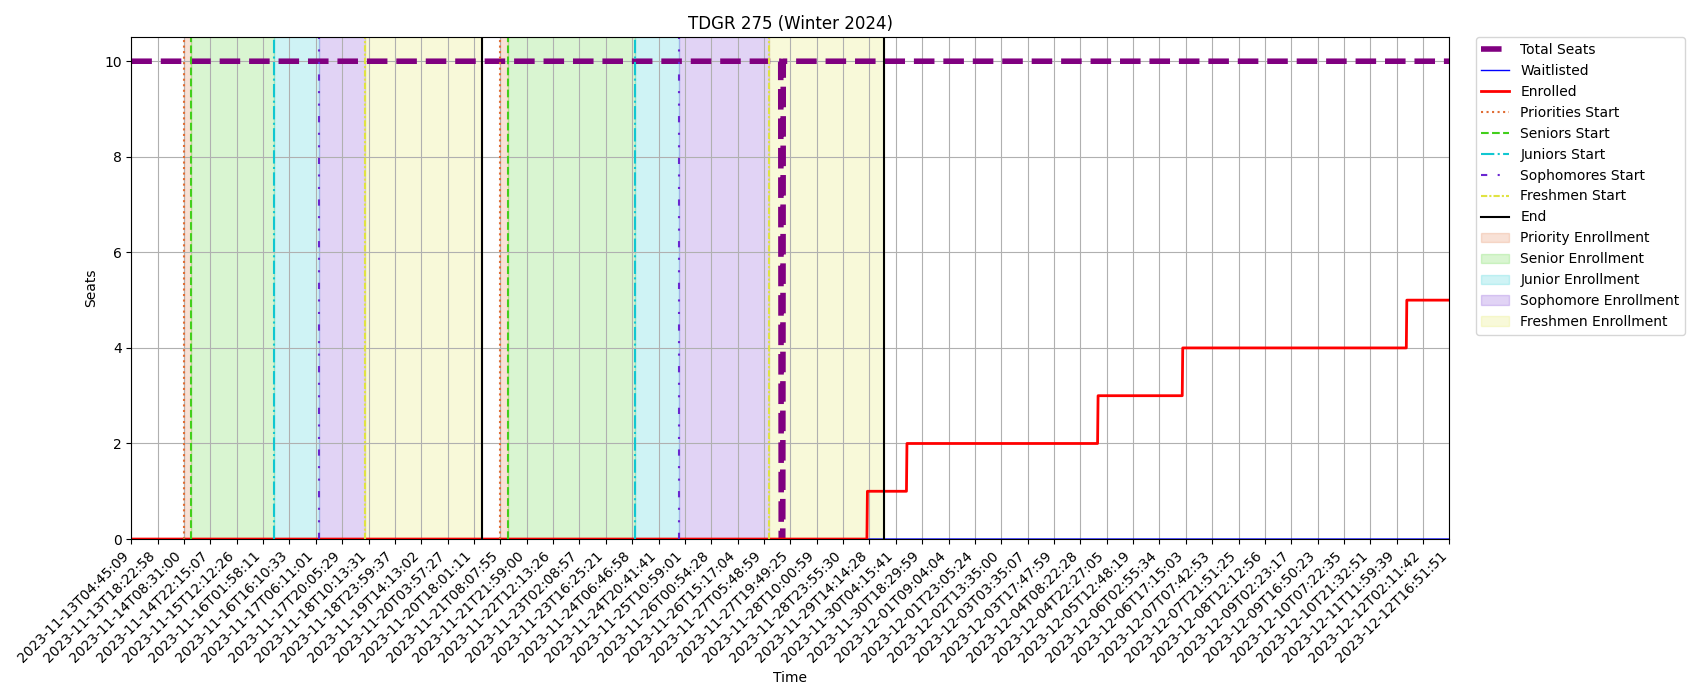 TDGR 275 (Winter 2024)
10
8
6
4
2
0
Seats
2023-11-13T04:45:09
2023-11-13T18:22:58
2023-11-14T08:31:00
2023-11-14T22:15:07
2023-11-15T12:12:26
2023-11-16T01:58:11
2023-11-16T16:10:33
2023-11-17T06:11:01
2023-11-17T20:05:29
2023-11-18T10:13:31
2023-11-18T23:59:37
2023-11-19T14:13:02
2023-11-20T03:57:27
2023-11-20T18:01:11
2023-11-21T08:07:55
2023-11-21T21:59:00
2023-11-22T12:13:26
2023-11-23T02:08:57
2023-11-23T16:25:21
2023-11-24T06:46:58
2023-11-24T20:41:41
2023-11-25T10:59:01
2023-11-26T00:54:28
2023-11-26T15:17:04
2023-11-27T05:48:59
2023-11-27T19:49:25
2023-11-28T10:00:59
2023-11-28T23:55:30
2023-11-29T14:14:28
2023-11-30T04:15:41
2023-11-30T18:29:59
2023-12-01T09:04:04
2023-12-01T23:05:24
2023-12-02T13:35:00
2023-12-03T03:35:07
2023-12-03T17:47:59
2023-12-04T08:22:28
2023-12-04T22:27:05
2023-12-05T12:48:19
2023-12-06T02:55:34
2023-12-06T17:15:03
2023-12-07T07:42:53
2023-12-07T21:51:25
2023-12-08T12:12:56
2023-12-09T02:23:17
2023-12-09T16:50:23
2023-12-10T07:22:35
2023-12-10T21:32:51
2023-12-11T11:59:39
2023-12-12T02:11:42
2023-12-12T16:51:51
Time
Total Seats
Waitlisted
Enrolled
Priorities Start
Seniors Start
Juniors Start
Sophomores Start
Freshmen Start
End
Priority Enrollment
Senior Enrollment
Junior Enrollment
Sophomore Enrollment
Freshmen Enrollment